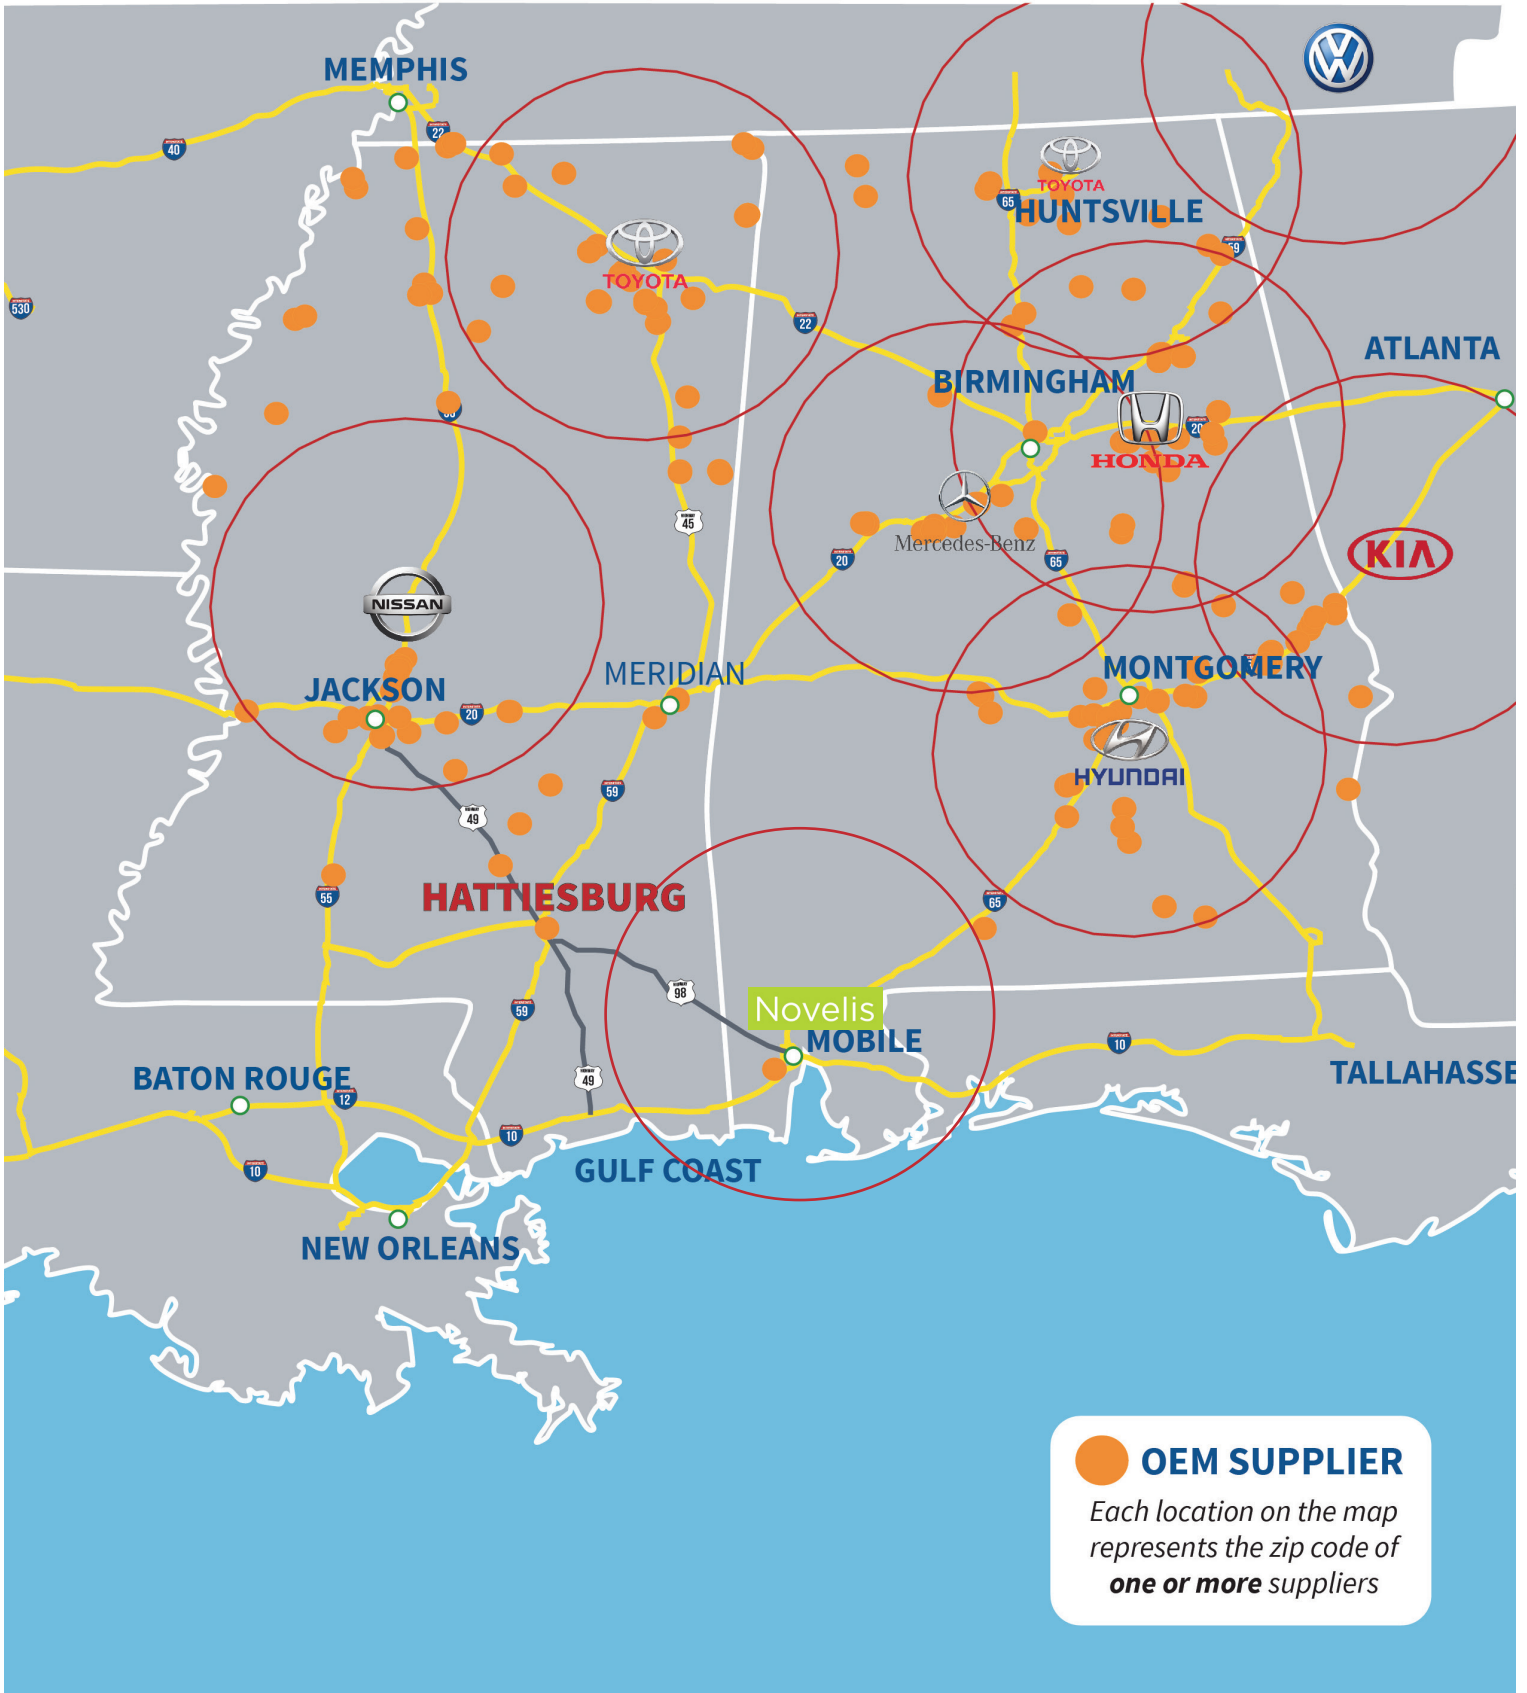 MEMPHIS
22
40
TOYOTA
65
HUNTSVILLE
59
TOYOTA
530
22
ATLANTA
BIRMINGHAM
20
HONDA
45
Mercedes-Benz
20
65
KIA
NISSAN
MERIDIAN
MONTGOMERY
JACKSON
20
HYUNDAI
59
49
HATTIESBURG
55
65
98
Novelis
59
MOBILE
10
TALLAHASSE
49
BATON ROUGE
12
10
10
GULF COAST
NEW ORLEANS
OEM SUPPLIER
Each location on the map
represents the zip code of
one or more suppliers